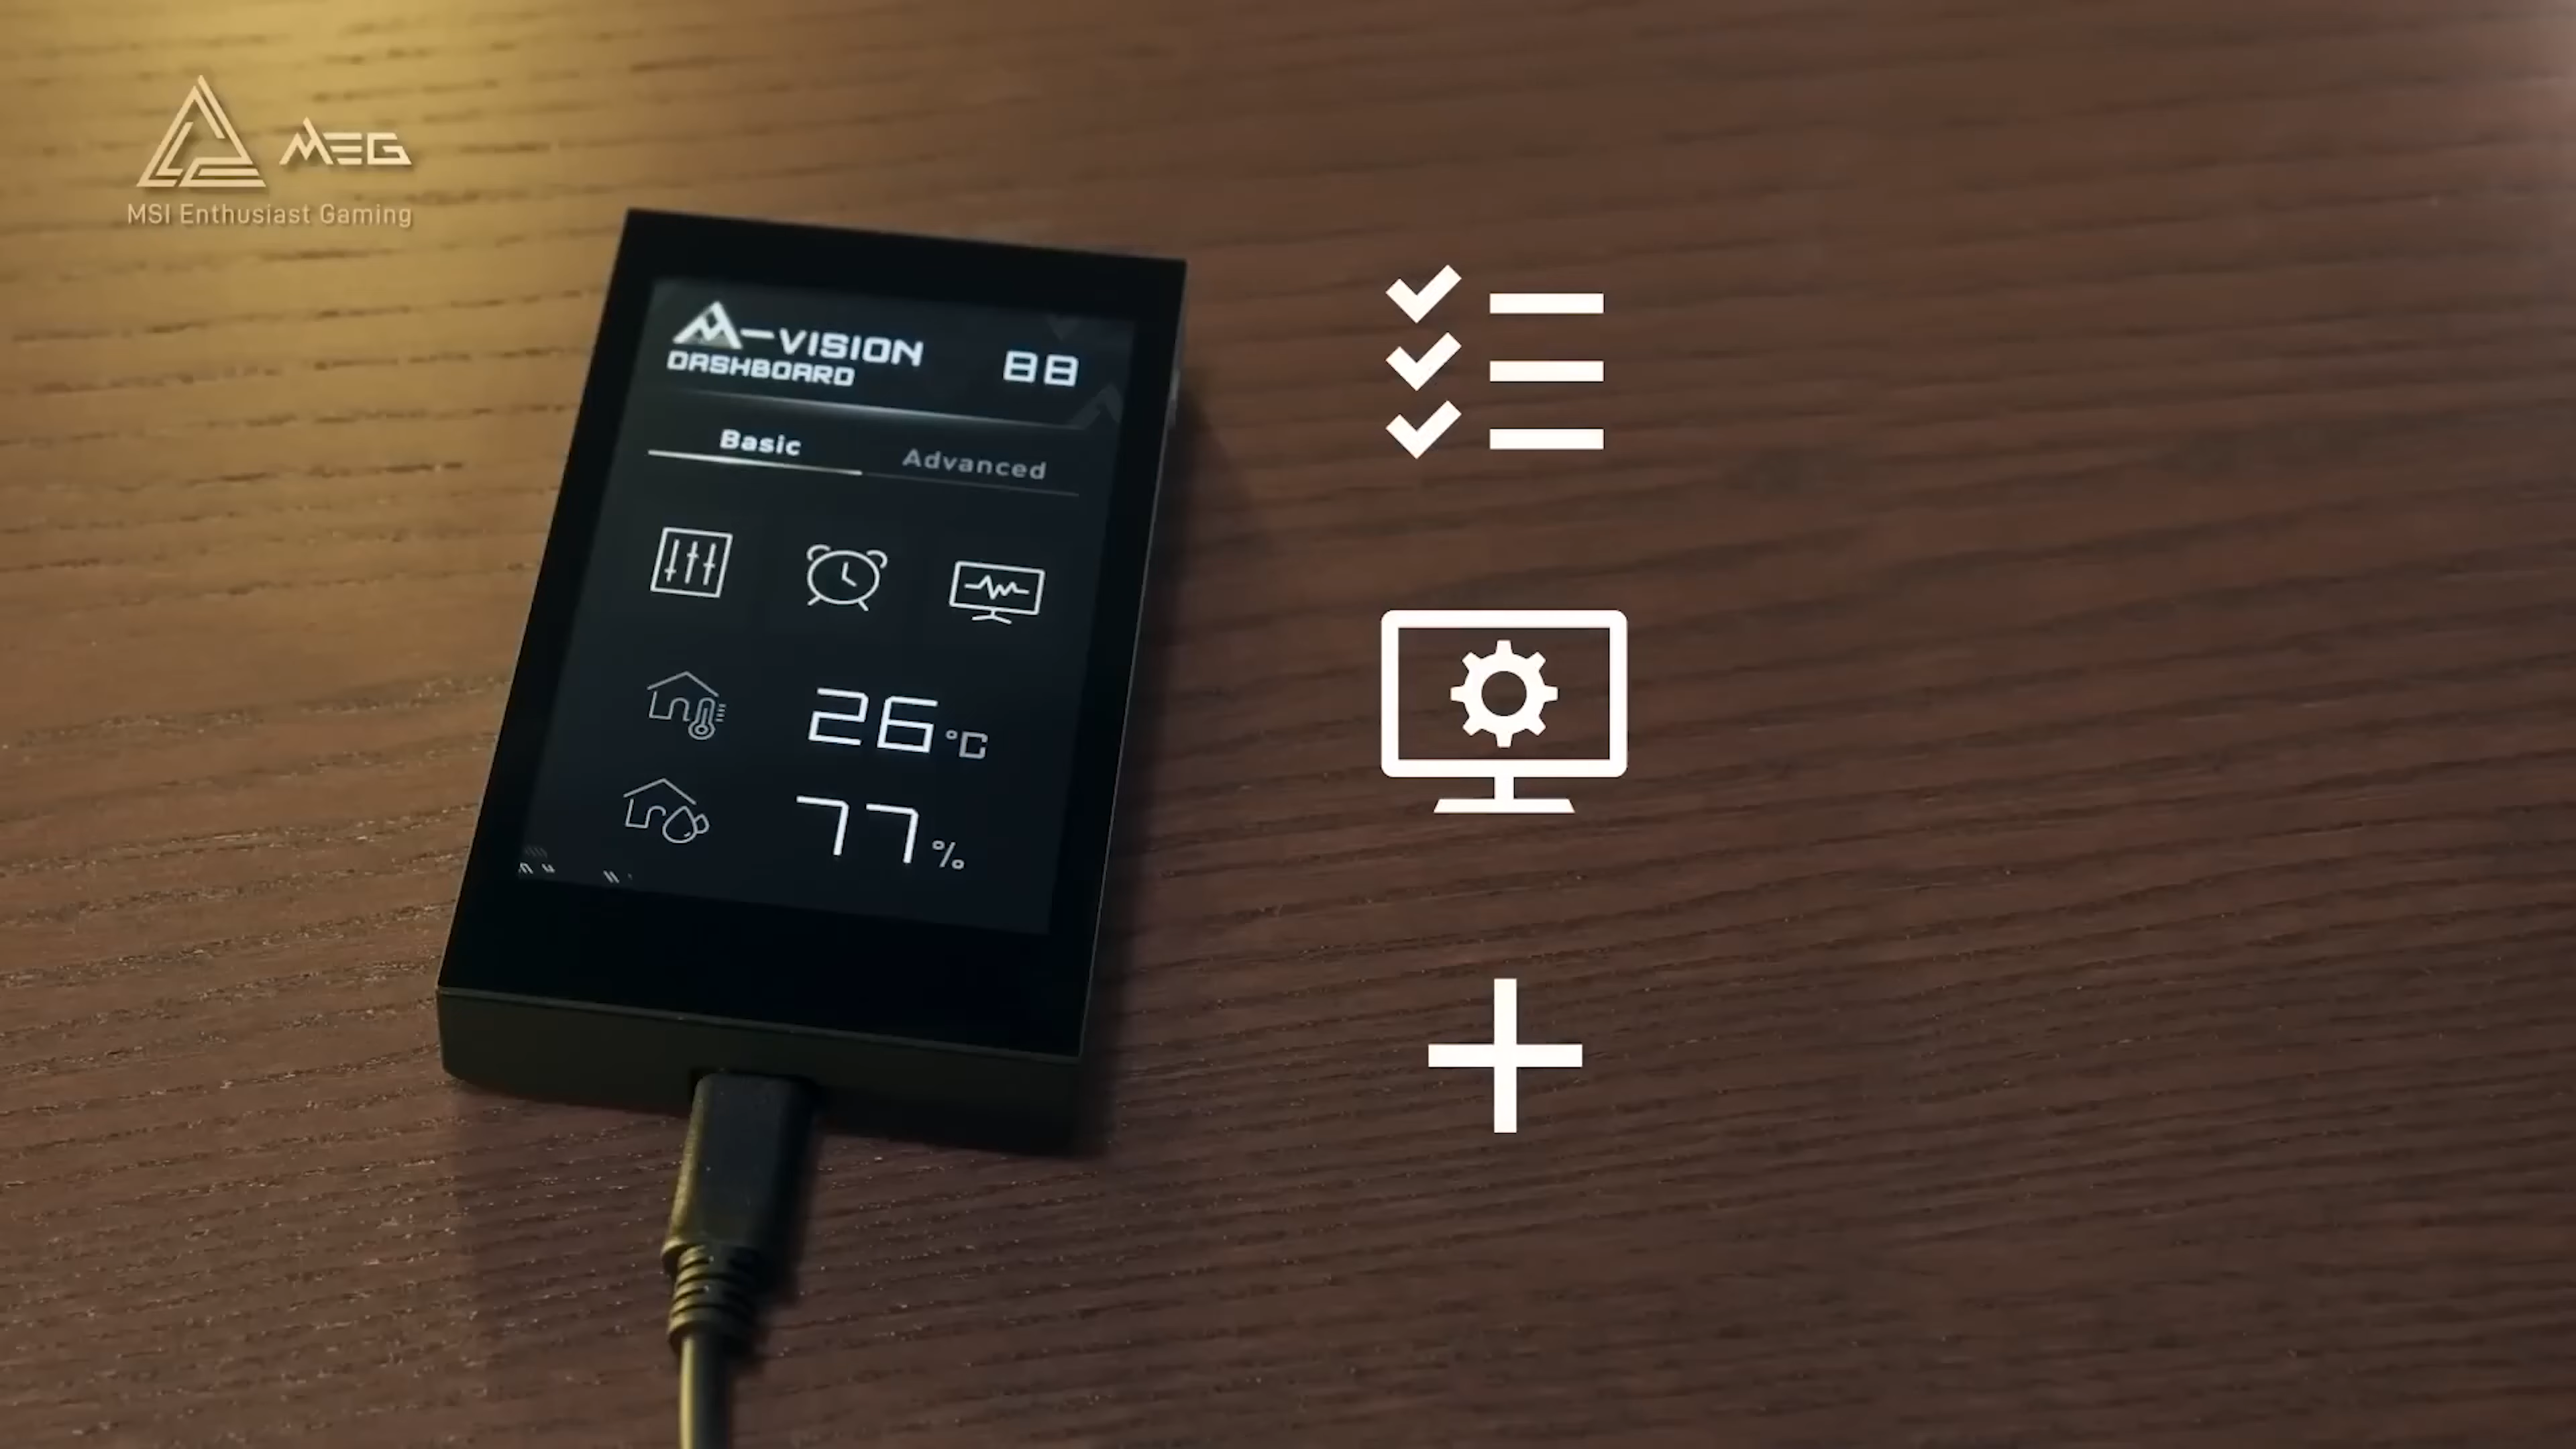 MEG
MSI Enthusiast Gaming
M-VISION
DASHBOARD
88
Basic
Advanced
26°C
77%